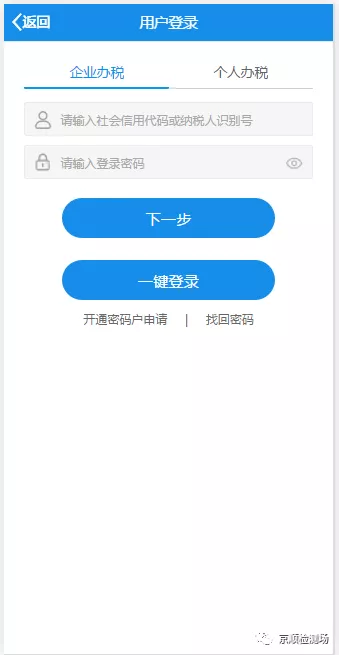 返回 用户登录
企业办税 个人办税
请输入社会信用代码或纳税人识别号
请输入登录密码
下一步
一键登录
开通密码户申请 | 找回密码
京顺检测场